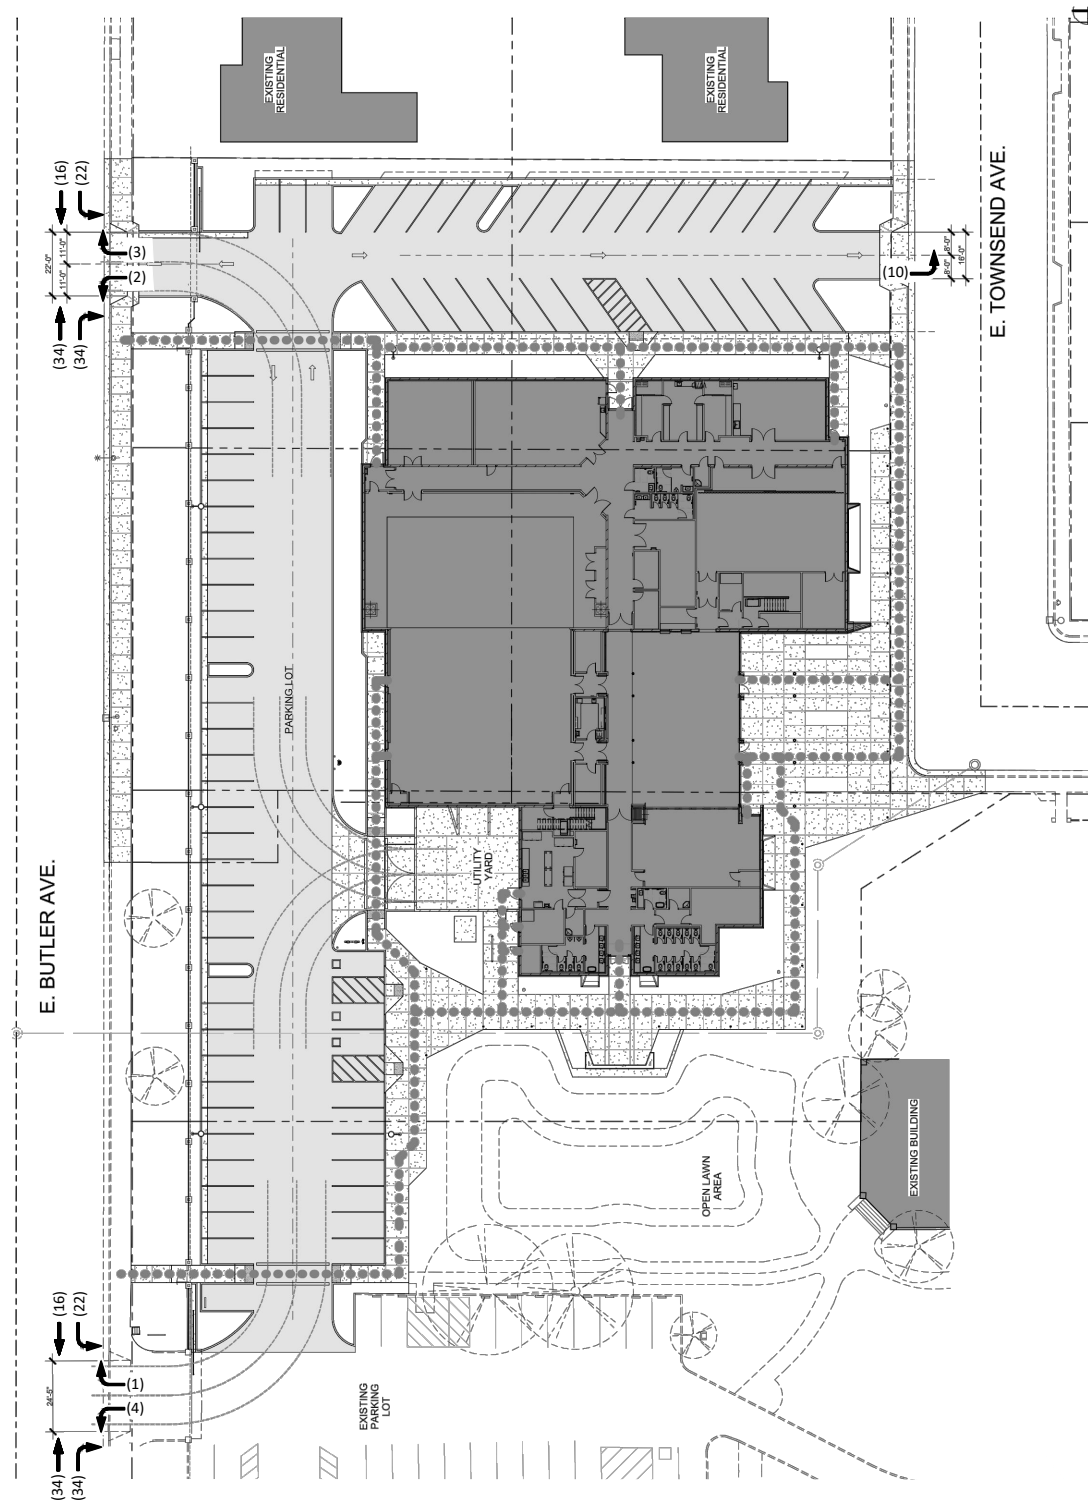 EXISTING
RESIDENTIAL
EXISTING
RESIDENTIAL
E. TOWNSEND AVE.
(16)
(22)
22'-0"
11'-0"
11'-0"
(3)
(2)
(34)
(34)
(10)
8'-0"
8'-0"
16'-0"
PARKING LOT
UTILITY
YARD
E. BUTLER AVE.
OPEN LAWN
AREA
EXISTING BUILDING
(16)
(22)
24'-5"
(1)
(4)
(34)
(34)
EXISTING
PARKING
LOT